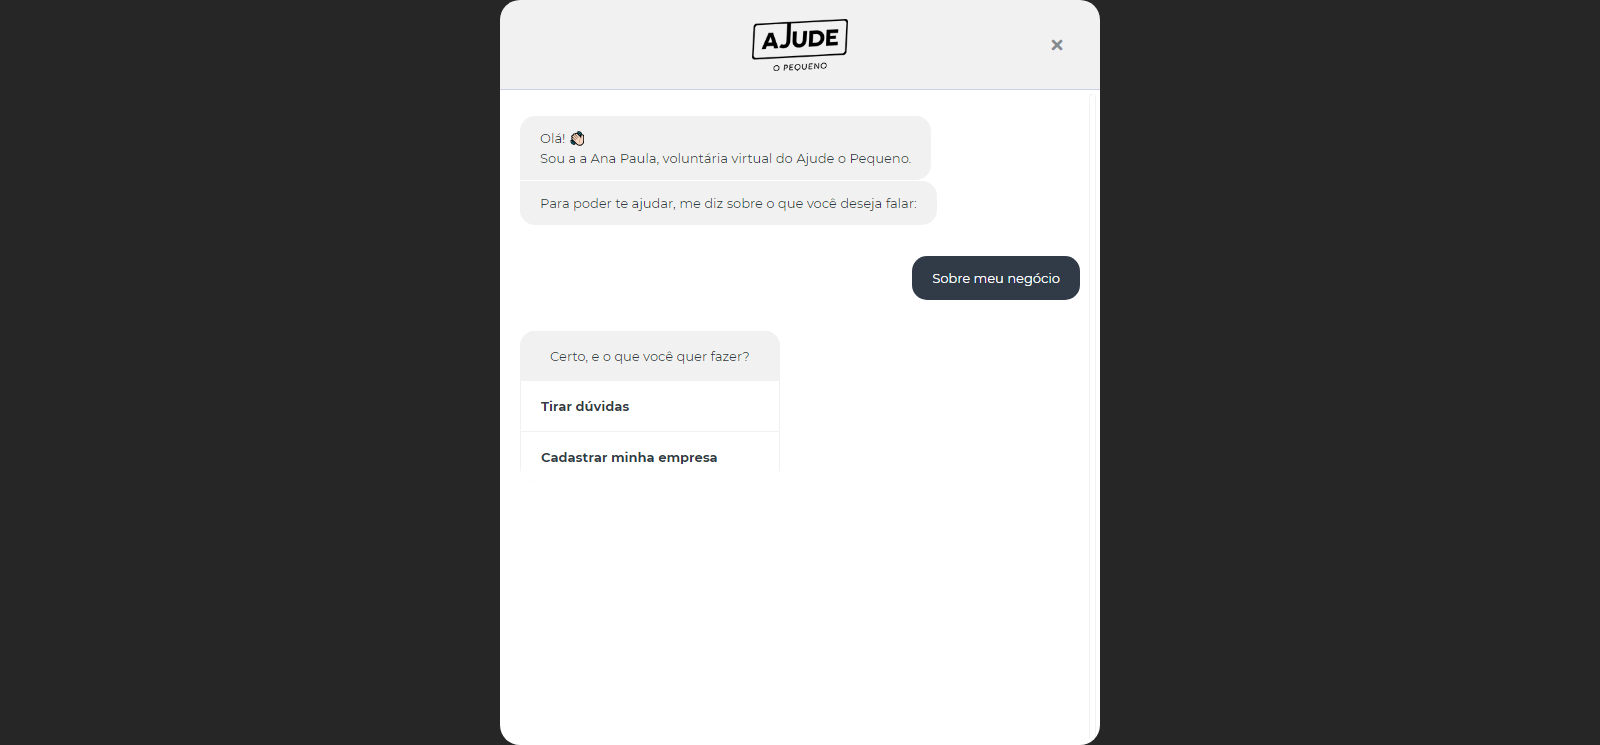 AJUDE
O PEQUENO
Olá! 👏🏻
Sou a a Ana Paula, voluntária virtual do Ajude o Pequeno.
Para poder te ajudar, me diz sobre o que você deseja falar:
Sobre meu negócio
Certo, e o que você quer fazer?
Tirar dúvidas
Cadastrar minha empresa